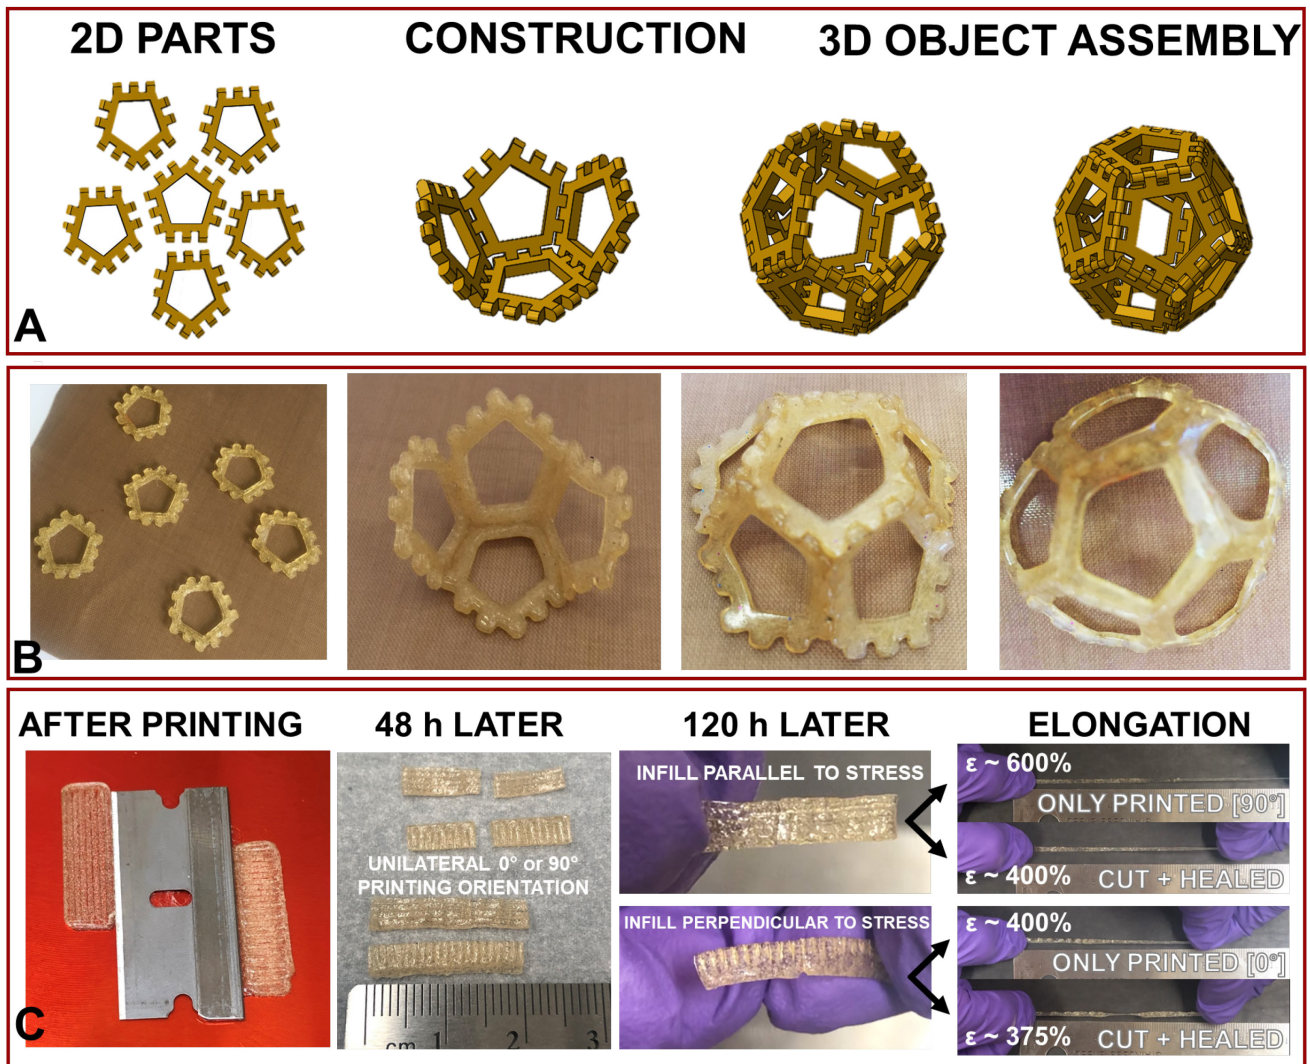 2D PARTS
CONSTRUCTION
3D OBJECT ASSEMBLY
A
B
AFTER PRINTING
48 h LATER
120 h LATER
ELONGATION
UNILATERAL 0° or 90°
PRINTING ORIENTATION
cm 1 2 3
INFILL PARALLEL TO STRESS
INFILL PERPENDICULAR TO STRESS
ε ~ 600%
ONLY PRINTED [90°]
ε ~ 400%
CUT + HEALED
ε ~ 400%
ONLY PRINTED [0°]
ε ~ 375%
CUT + HEALED
C